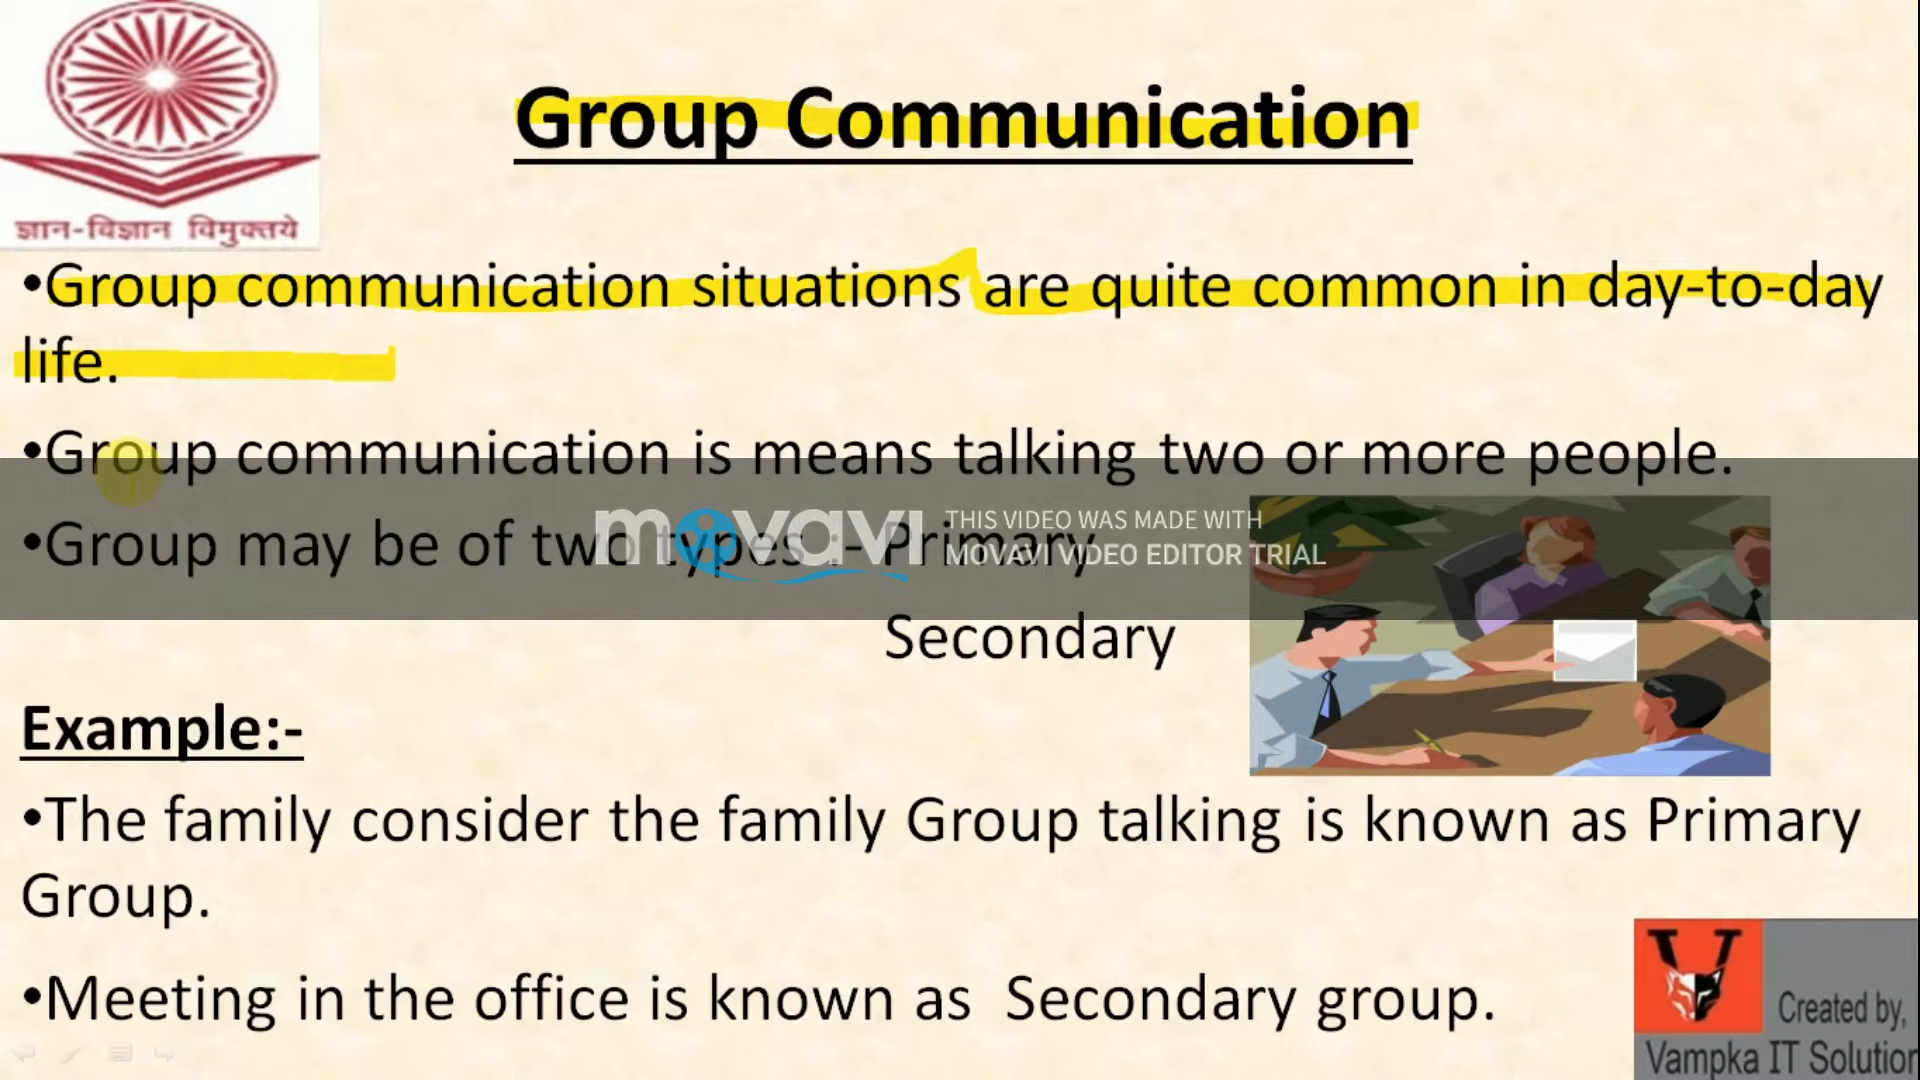 ज्ञान-विज्ञान विमुक्तये
Group Communication
•Group communication situations are quite common in day-to-day
life.
•Group communication is means talking two or more people.
•Group may be of two types :- Primary
Secondary
movavi
THIS VIDEO WAS MADE WITH
MOVAVI VIDEO EDITOR TRIAL
Example:-
•The family consider the family Group talking is known as Primary
Group.
•Meeting in the office is known as Secondary group.
Created by,
Vampka IT Solution